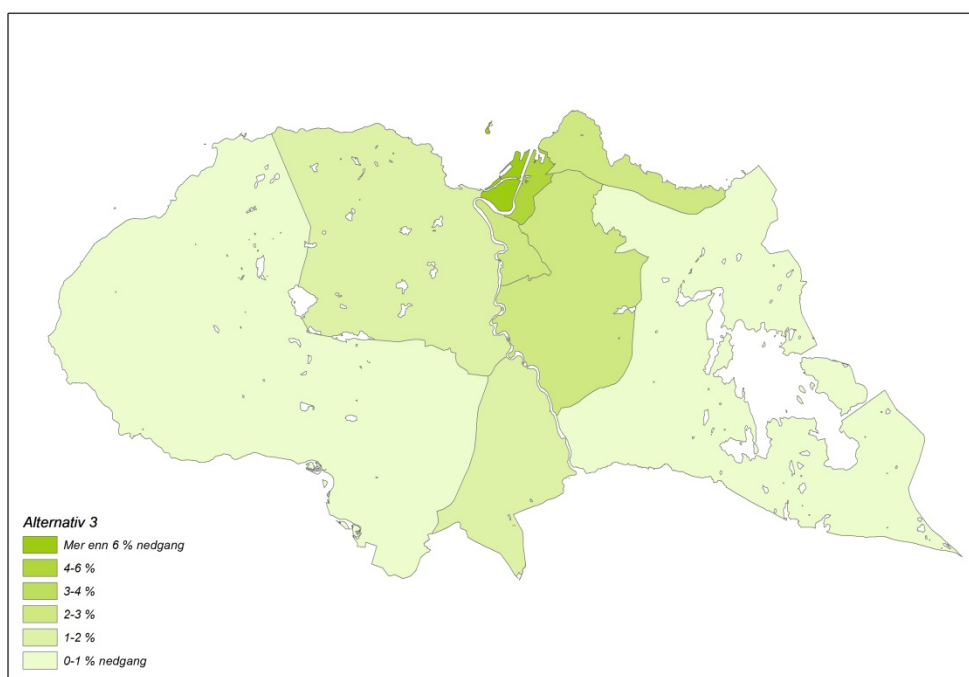 Alternativ 3
Mer enn 6 % nedgang
4-6 %
3-4 %
2-3 %
1-2 %
0-1 % nedgang